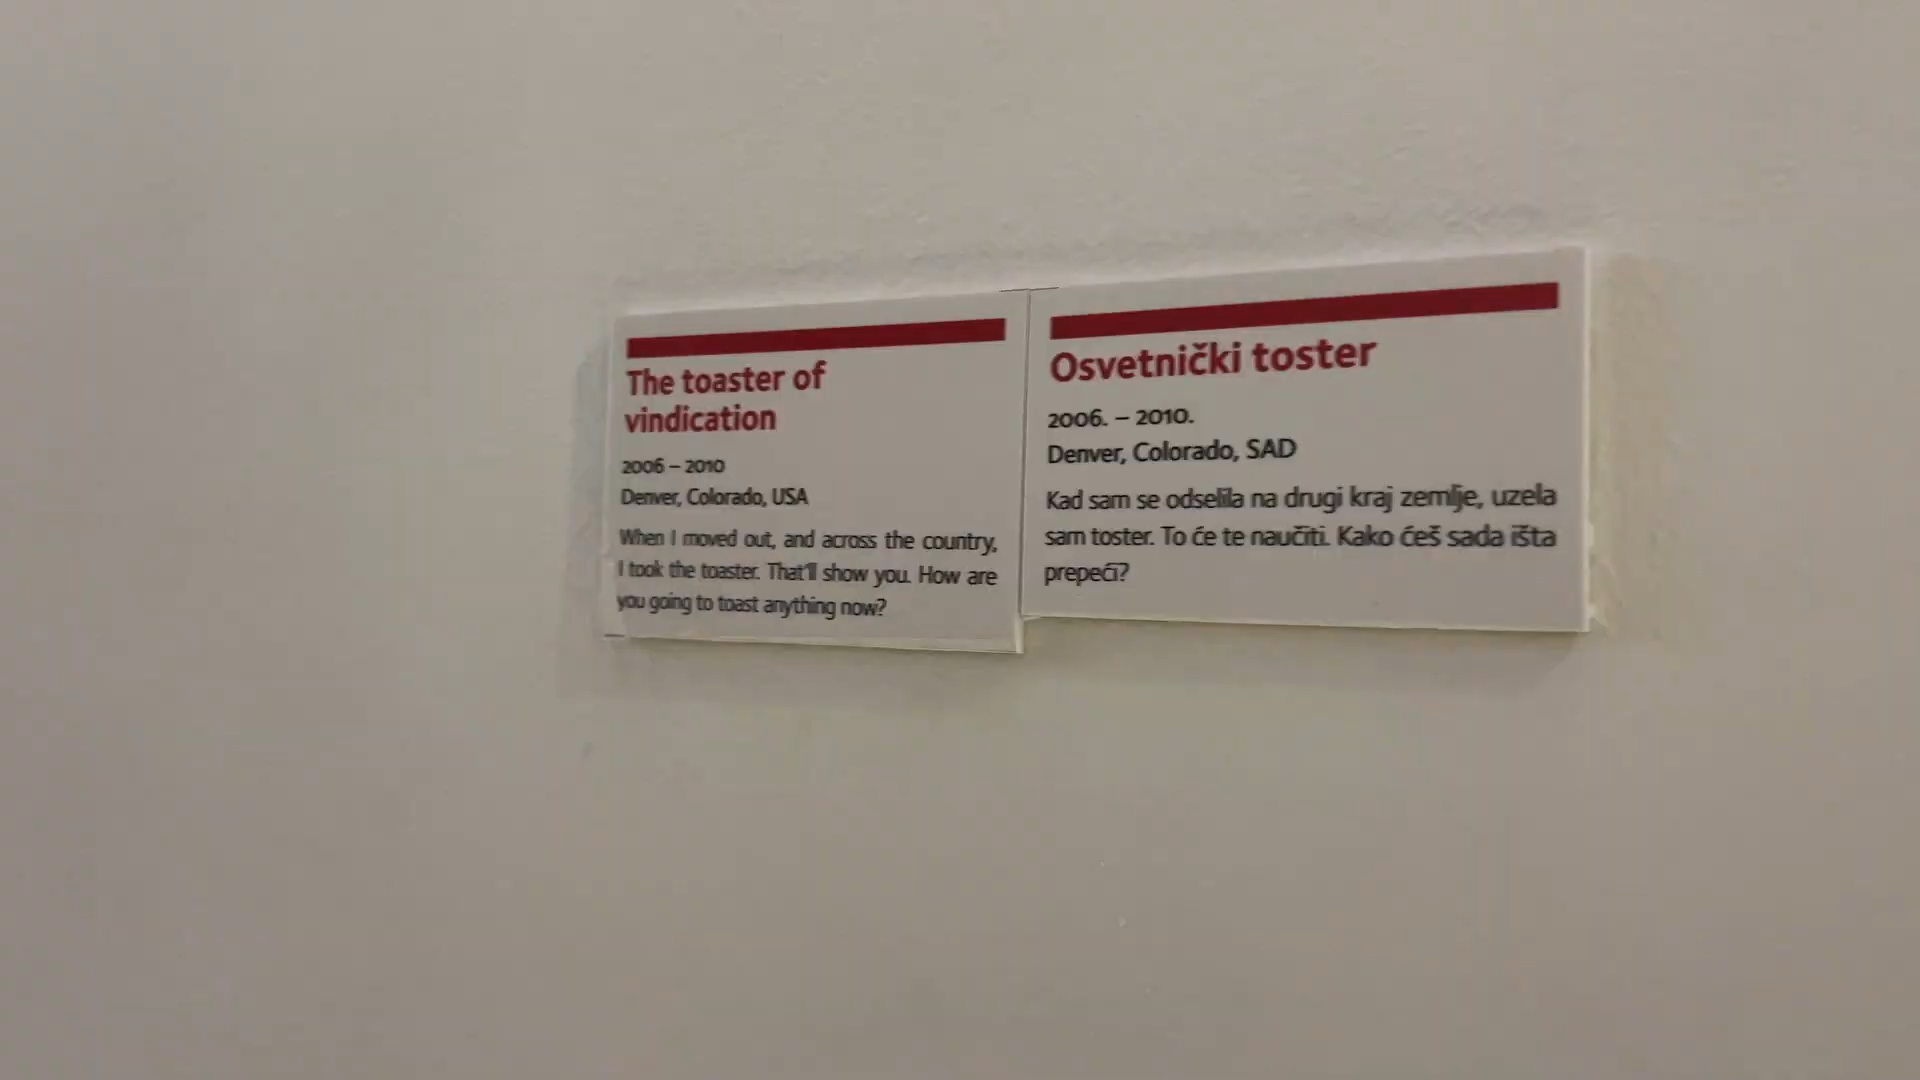 The toaster of
vindication
2006 – 2010
Denver, Colorado, USA
When I moved out, and across the country,
I took the toaster. That'll show you. How are
you going to toast anything now?
Osvetnički toster
2006. – 2010.
Denver, Colorado, SAD
Kad sam se odselila na drugi kraj zemlje, uzela
sam toster. To će te naučiti. Kako ćeš sada išta
prepeći?